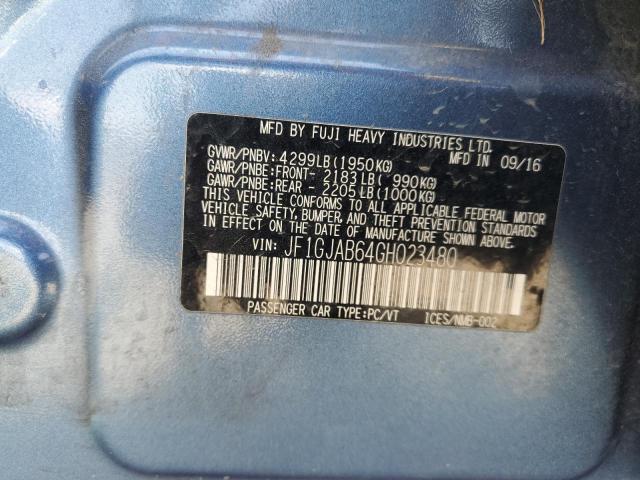 MFD BY FUJI HEAVY INDUSTRIES LTD.
MFD IN 09/16
GVWR/PNBV: 4299LB(1950KG)
GAWR/PNBE:FRONT- 2183LB( 990KG)
GAWR/PNBE:REAR - 2205LB(1000KG)
THIS VEHICLE CONFORMS TO ALL APPLICABLE FEDERAL MOTOR
VEHICLE SAFETY, BUMPER, AND THEFT PREVENTION STANDARDS
IN EFFECT ON THE DATE OF MANUFACTURE SHOWN ABOVE.
VIN: JF1GJAB64GH023480
PASSENGER CAR TYPE:PC/VT ICES/NMB-002